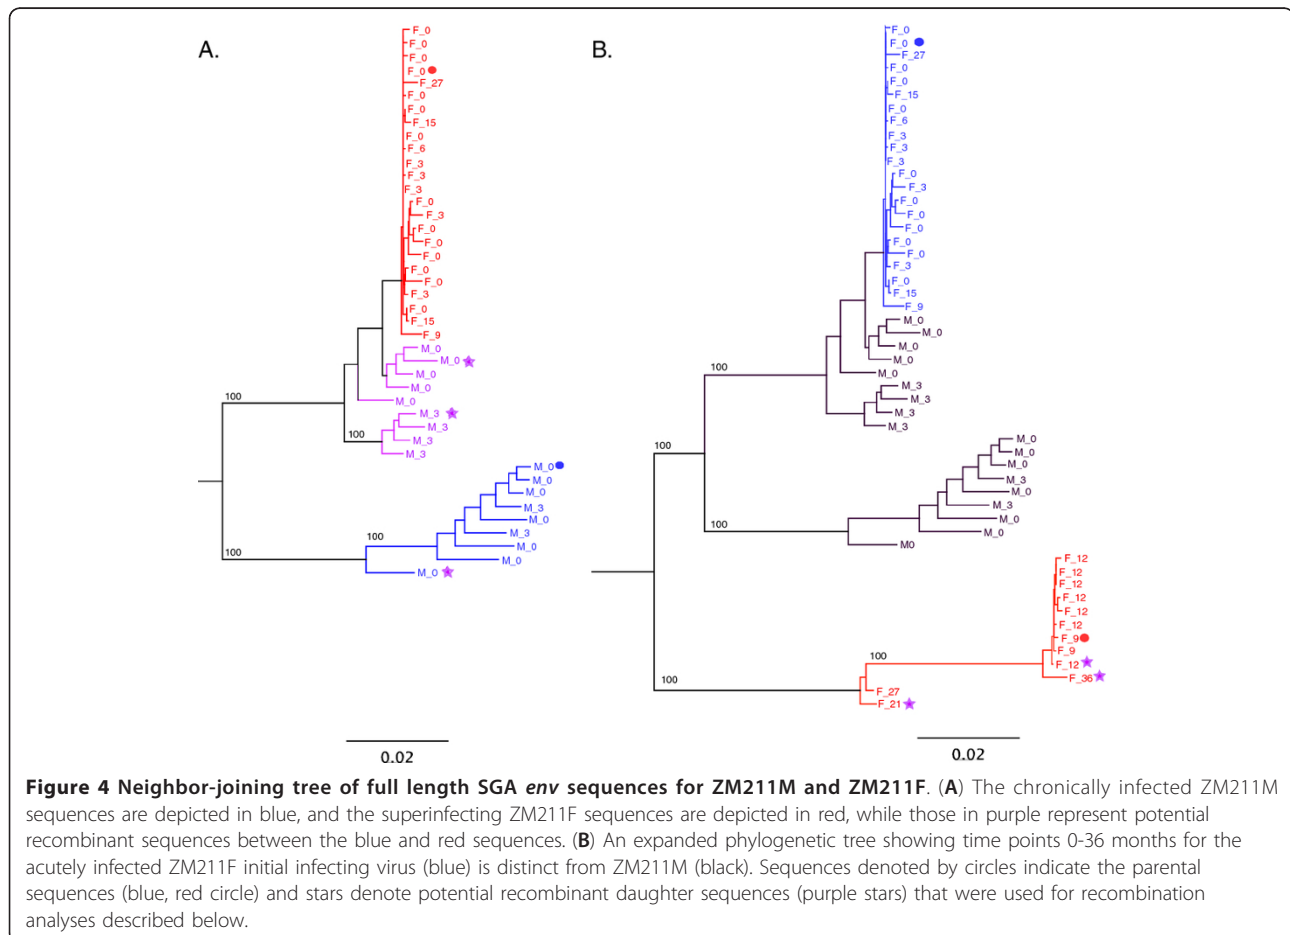 A.
F_0
F_0
F_0
F_0
F_27
F_0
F_0
F_15
F_0
F_6
F_3
F_3
F_3
F_0
F_3
F_0
F_0
F_0
F_0
F_0
F_3
F_0
F_15
F_9
M_0
M_0
M_0
M_0
M_0
100
M_3
M_3
100
M_3
M_3
M_0
M_0
M_0
M_3
M_0
M_3
100
M_0
100
M_0
M_0
0.02
B.
F_0
F_0
F_27
F_0
F_0
F_15
F_0
F_6
F_3
F_3
F_3
F_0
F_3
F_0
F_0
F_0
F_0
F_0
F_3
F_0
F_15
F_9
M_0
M_0
M_0
M_0
100
M_0
M_3
M_3
M_3
M_3
100
M_0
M_0
M_0
M_3
M_0
M_3
M_0
100
M_0
M0
F_12
F_12
F_12
F_12
F_12
F_12
F_9
F_9
100
F_12
F_36
100
F_27
F_21
0.02
Figure 4 Neighbor-joining tree of full length SGA env sequences for ZM211M and ZM211F. (A) The chronically infected ZM211M
sequences are depicted in blue, and the superinfecting ZM211F sequences are depicted in red, while those in purple represent potential
recombinant sequences between the blue and red sequences. (B) An expanded phylogenetic tree showing time points 0-36 months for the
acutely infected ZM211F initial infecting virus (blue) is distinct from ZM211M (black). Sequences denoted by circles indicate the parental
sequences (blue, red circle) and stars denote potential recombinant daughter sequences (purple stars) that were used for recombination
analyses described below.